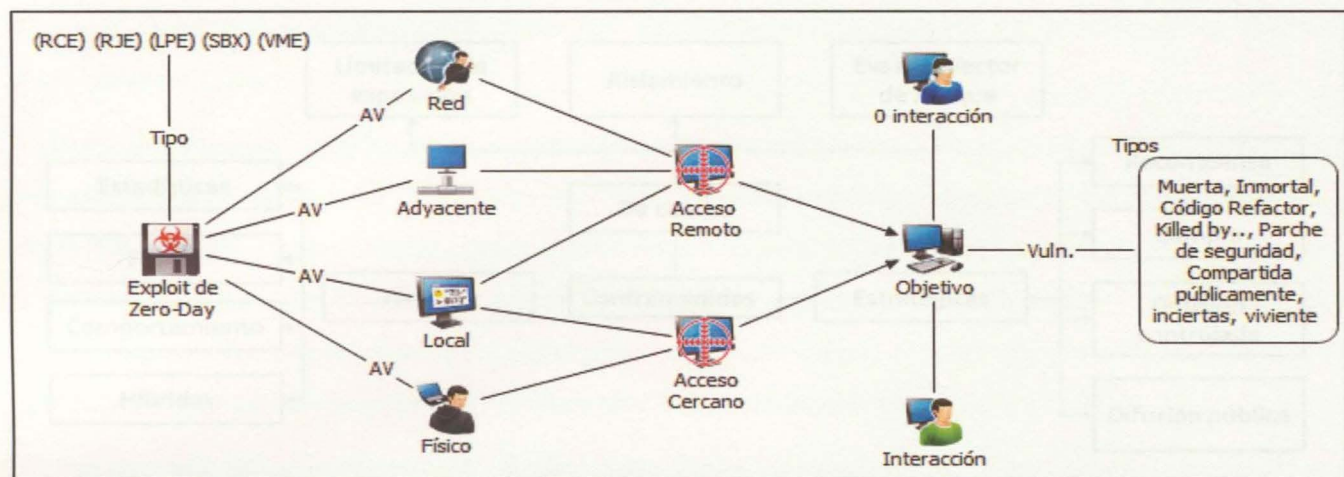 (RCE) (RJE) (LPE) (SBX) (VME)
Tipo
Exploit de
Zero-Day
AV
AV
AV
AV
Red
Adyacente
Local
Físico
Acceso
Remoto
Acceso
Cercano
0 interacción
Objetivo
Interacción
Vuln.
Tipos
Muerta, Inmortal,
Código Refactor,
Killed by.., Parche
de seguridad,
Compartida
públicamente,
inciertas, viviente